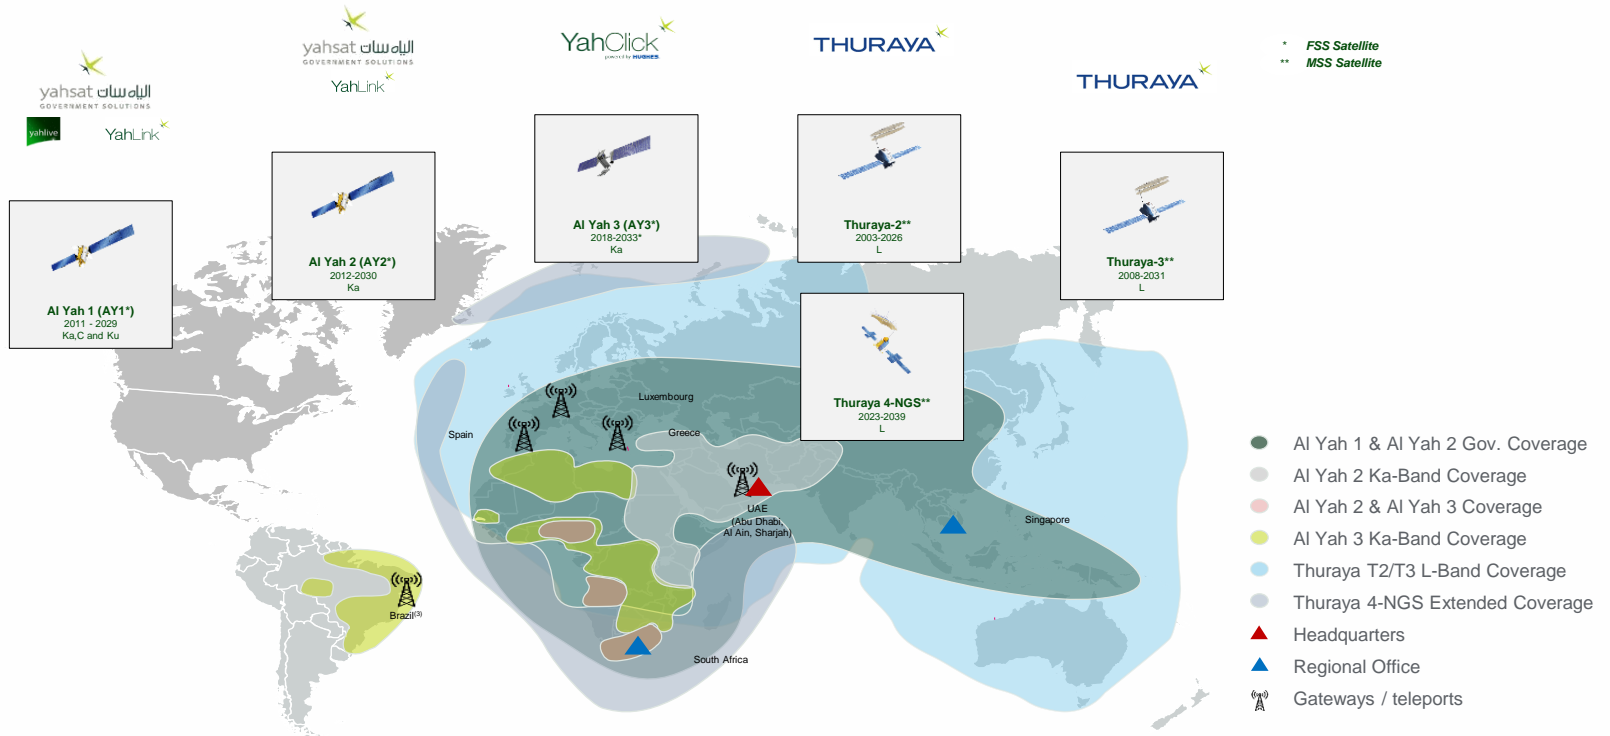 yahsat الياه سات
GOVERNMENT SOLUTIONS
yahlive
YahLink
Al Yah 1 (AY1*)
2011 - 2029
Ka,C and Ku
yahsat الياه سات
GOVERNMENT SOLUTIONS
YahLink
Al Yah 2 (AY2*)
2012-2030
Ka
YahClick
powered by HUGHES
Al Yah 3 (AY3*)
2018-2033*
Ka
THURAYA
Thuraya-2**
2003-2026
L
Thuraya 4-NGS**
2023-2039
L
THURAYA
Thuraya-3**
2008-2031
L
* FSS Satellite
** MSS Satellite
Luxembourg
Spain
Greece
UAE
(Abu Dhabi,
Al Ain, Sharjah)
Singapore
Brazil(3)
South Africa
Al Yah 1 & Al Yah 2 Gov. Coverage
Al Yah 2 Ka-Band Coverage
Al Yah 2 & Al Yah 3 Coverage
Al Yah 3 Ka-Band Coverage
Thuraya T2/T3 L-Band Coverage
Thuraya 4-NGS Extended Coverage
Headquarters
Regional Office
Gateways / teleports